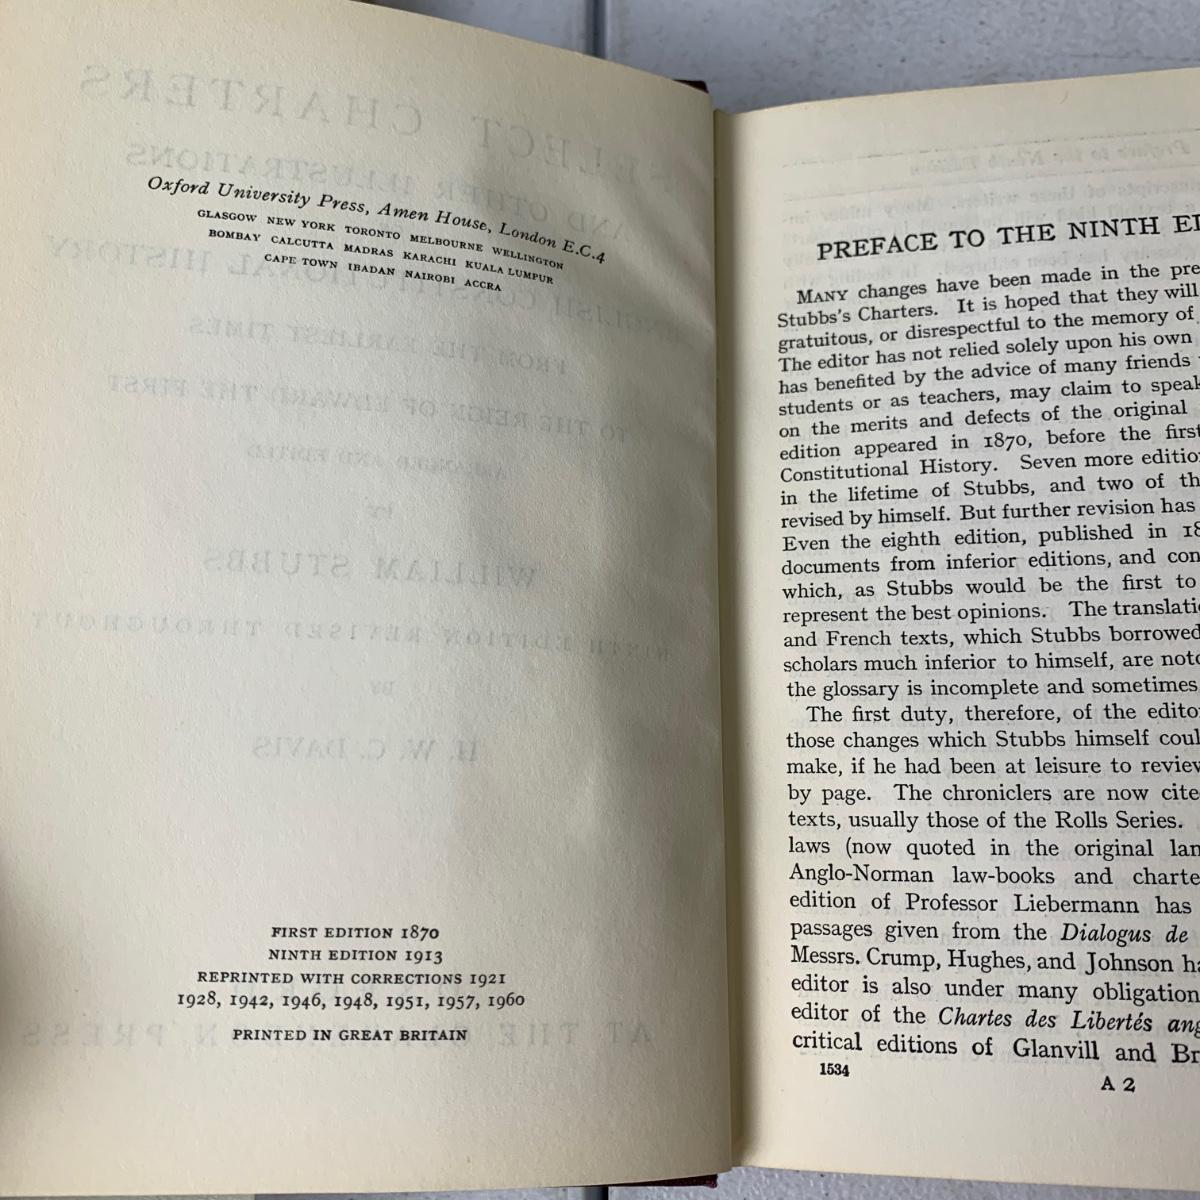 Oxford University Press, Amen House, London E.C.4
GLASGOW NEW YORK TORONTO MELBOURNE WELLINGTON
BOMBAY CALCUTTA MADRAS KARACHI KUALA LUMPUR
CAPE TOWN IBADAN NAIROBI ACCRA
FIRST EDITION 1870
NINTH EDITION 1913
REPRINTED WITH CORRECTIONS 1921
1928, 1942, 1946, 1948, 1951, 1957, 1960
PRINTED IN GREAT BRITAIN
PREFACE TO THE NINTH
MANY changes have been made in the
Stubbs's Charters. It is hoped that they will
gratuitous, or disrespectful to the memory of
The editor has not relied solely upon his own
has benefited by the advice of many friends
students or as teachers, may claim to
on the merits and defects of the original
edition appeared in 1870, before the first
Constitutional History. Seven more
in the lifetime of Stubbs, and two of
revised by himself. But further revision has
Even the eighth edition, published in
documents from inferior editions, and
which, as Stubbs would be the first to
represent the best opinions. The
and French texts, which Stubbs borrowed
scholars much inferior to himself, are
the glossary is incomplete and sometimes
The first duty, therefore, of the
those changes which Stubbs himself
make, if he had been at leisure to
by page. The chroniclers are now
texts, usually those of the Rolls Series.
laws (now quoted in the original
Anglo-Norman law-books and
edition of Professor Liebermann has
passages given from the Dialogus de
Messrs. Crump, Hughes, and Johnson
editor is also under many
editor of the Chartes des Libertés
critical editions of Glanvill and
1534
A 2